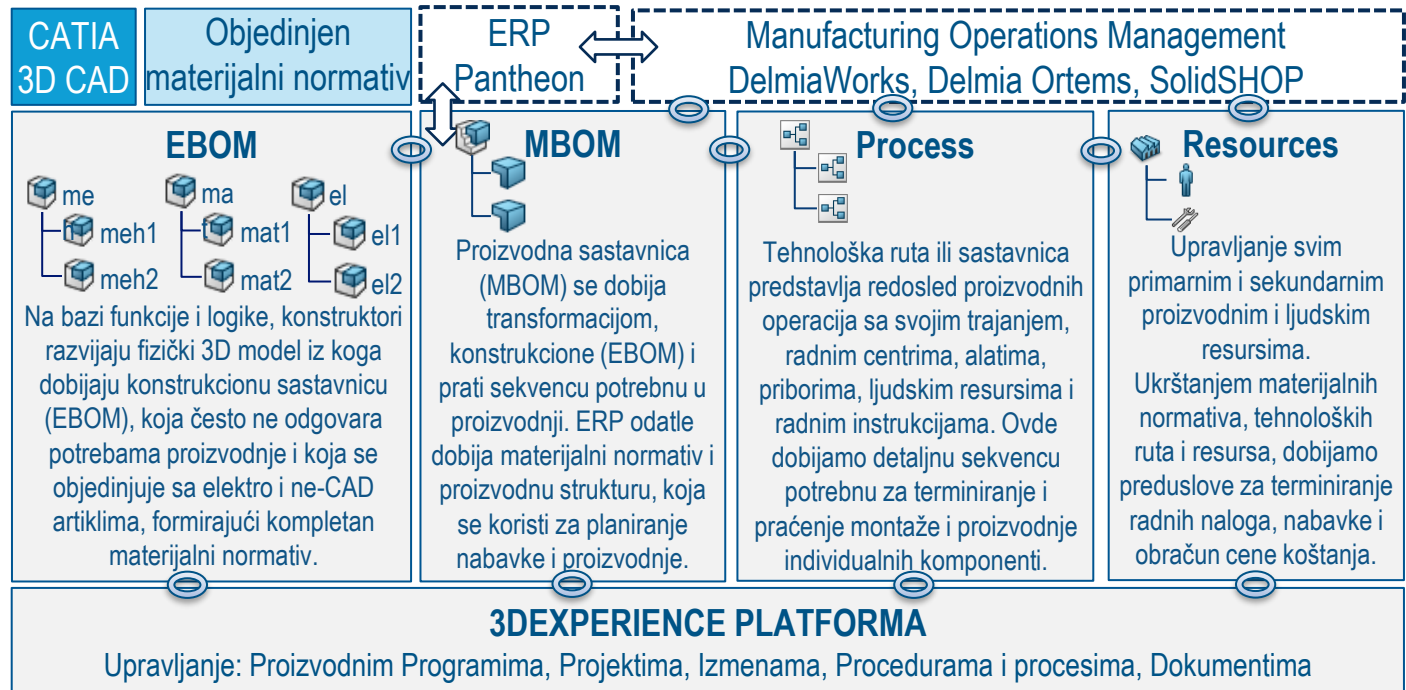 CATIA
3D CAD
Objedinjen
materijalni normativ
ERP
Pantheon
Manufacturing Operations Management
DelmiaWorks, Delmia Ortems, SolidSHOP
EBOM
me
meh1
meh2
ma
mat1
mat2
el
el1
el2
Na bazi funkcije i logike, konstruktori
razvijaju fizički 3D model iz koga
dobijaju konstrukcionu sastavnicu
(EBOM), koja često ne odgovara
potrebama proizvodnje i koja se
objedinjuje sa elektro i ne-CAD
artiklima, formirajući kompletan
materijalni normativ.
MBOM
Proizvodna sastavnica
(MBOM) se dobija
transformacijom,
konstrukcione (EBOM) i
prati sekvencu potrebnu u
proizvodnji. ERP odatle
dobija materijalni normativ i
proizvodnu strukturu, koja
se koristi za planiranje
nabavke i proizvodnje.
Process
Tehnološka ruta ili sastavnica
predstavlja redosled proizvodnih
operacija sa svojim trajanjem,
radnim centrima, alatima,
priborima, ljudskim resursima i
radnim instrukcijama. Ovde
dobijamo detaljnu sekvencu
potrebnu za terminiranje i
praćenje montaže i proizvodnje
individualnih komponenti.
Resources
Upravljanje svim
primarnim i sekundarnim
proizvodnim i ljudskim
resursima.
Ukrštanjem materijalnih
normativa, tehnoloških
ruta i resursa, dobijamo
preduslove za terminiranje
radnih naloga, nabavke i
obračun cene koštanja.
3DEXPERIENCE PLATFORMA
Upravljanje: Proizvodnim Programima, Projektima, Izmenama, Procedurama i procesima, Dokumentima